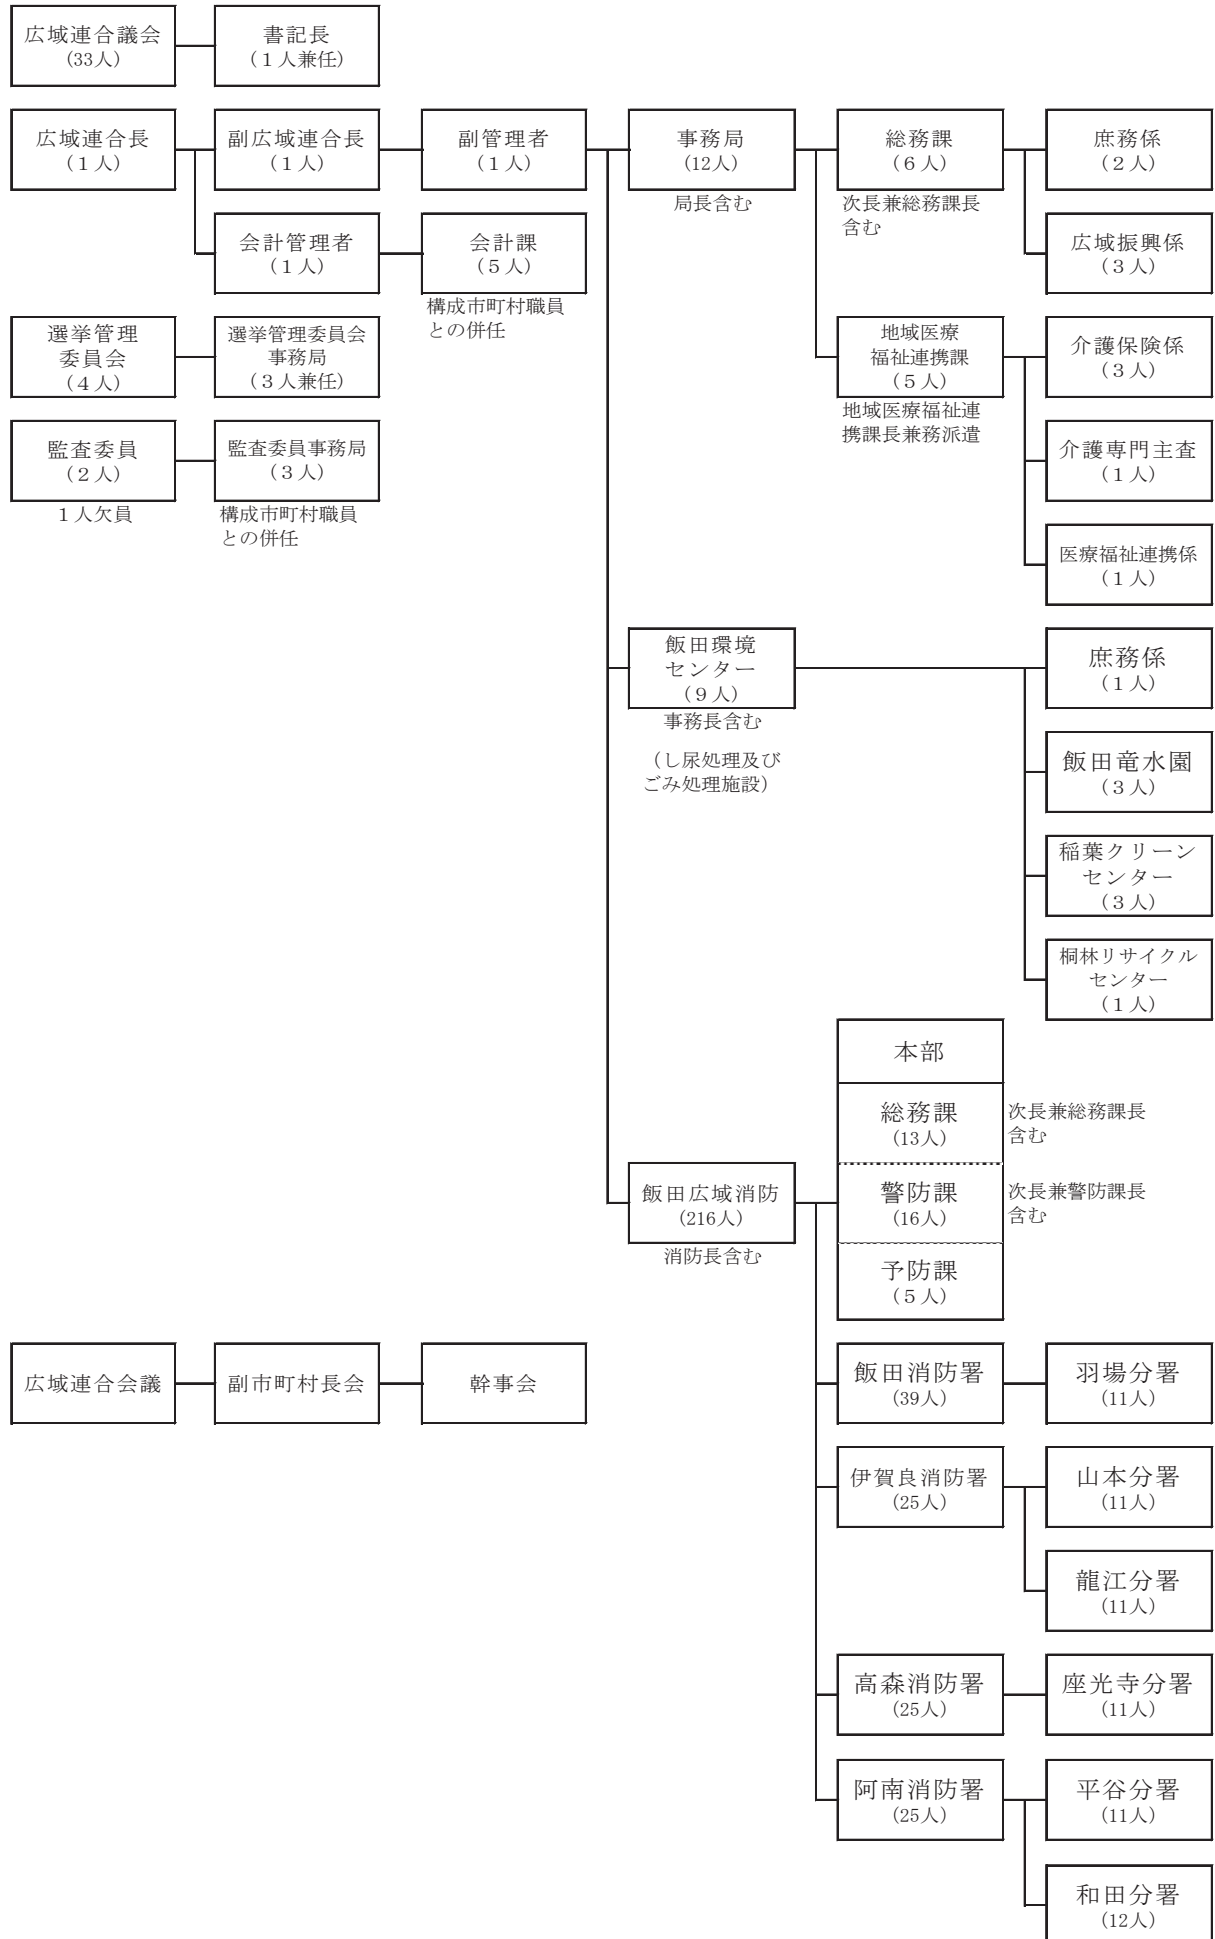 広域連合議会
(33人)
書記長
(１人兼任)
広域連合長
(１人)
副広域連合長
(１人)
副管理者
(１人)
事務局
(12人)
局長含む
総務課
(６人)
次長兼総務課長
含む
庶務係
(２人)
会計管理者
(１人)
会計課
(５人)
構成市町村職員
との併任
広域振興係
(３人)
選挙管理
委員会
(４人)
選挙管理委員会
事務局
(３人兼任)
地域医療
福祉連携課
(５人)
地域医療福祉連
携課長兼務派遣
介護保険係
(３人)
監査委員
(２人)
１人欠員
監査委員事務局
(３人)
構成市町村職員
との併任
介護専門主査
(１人)
医療福祉連携係
(１人)
飯田環境
センター
(９人)
事務長含む
(し尿処理及び
ごみ処理施設)
庶務係
(１人)
飯田竜水園
(３人)
稲葉クリーン
センター
(３人)
桐林リサイクル
センター
(１人)
本部
総務課
(13人)
次長兼総務課長
含む
飯田広域消防
(216人)
消防長含む
警防課
(16人)
次長兼警防課長
含む
予防課
(５人)
広域連合会議
副市町村長会
幹事会
飯田消防署
(39人)
羽場分署
(11人)
伊賀良消防署
(25人)
山本分署
(11人)
龍江分署
(11人)
高森消防署
(25人)
座光寺分署
(11人)
阿南消防署
(25人)
平谷分署
(11人)
和田分署
(12人)